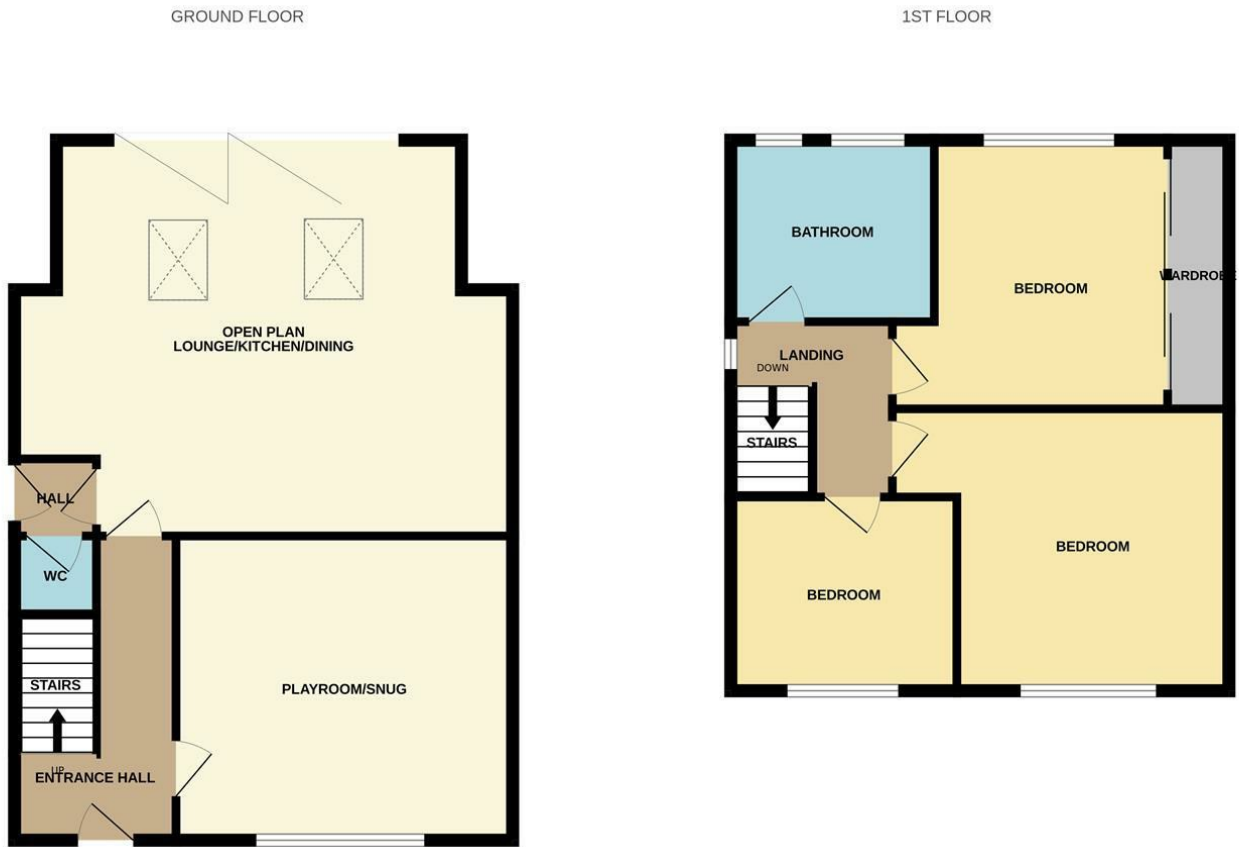 GROUND FLOOR
OPEN PLAN
LOUNGE/KITCHEN/DINING
HALL
WC
STAIRS
PLAYROOM/SNUG
UP
ENTRANCE HALL
1ST FLOOR
BATHROOM
BEDROOM
WARDROBE
LANDING
DOWN
STAIRS
BEDROOM
BEDROOM